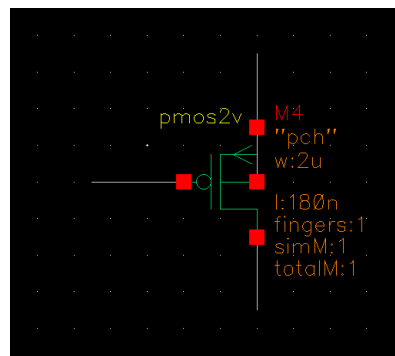 pmos2v
M4
"pch"
w:2u
l:180n
fingers:1
simM:1
totalM:1